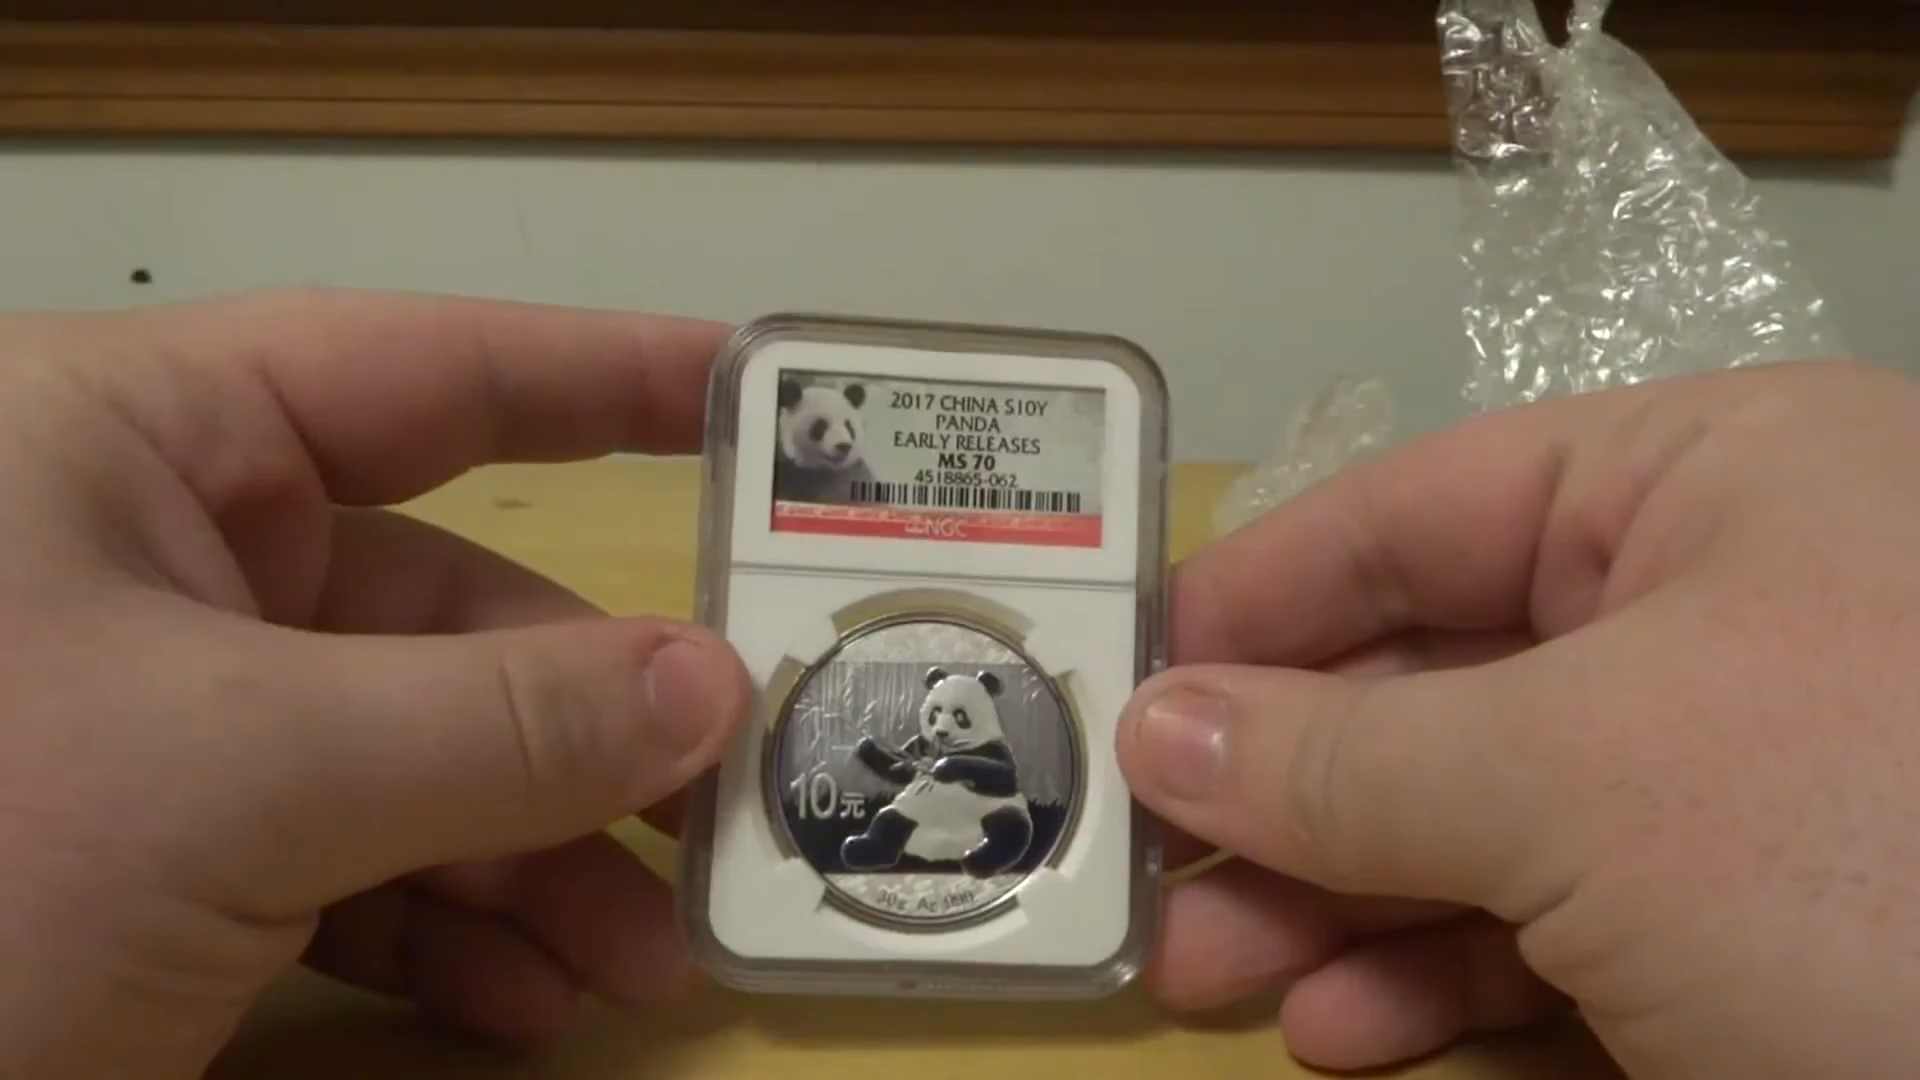 2017 CHINA S10Y
PANDA
EARLY RELEASES
MS 70
4518865-062
NGC
10元
30g Ag .999